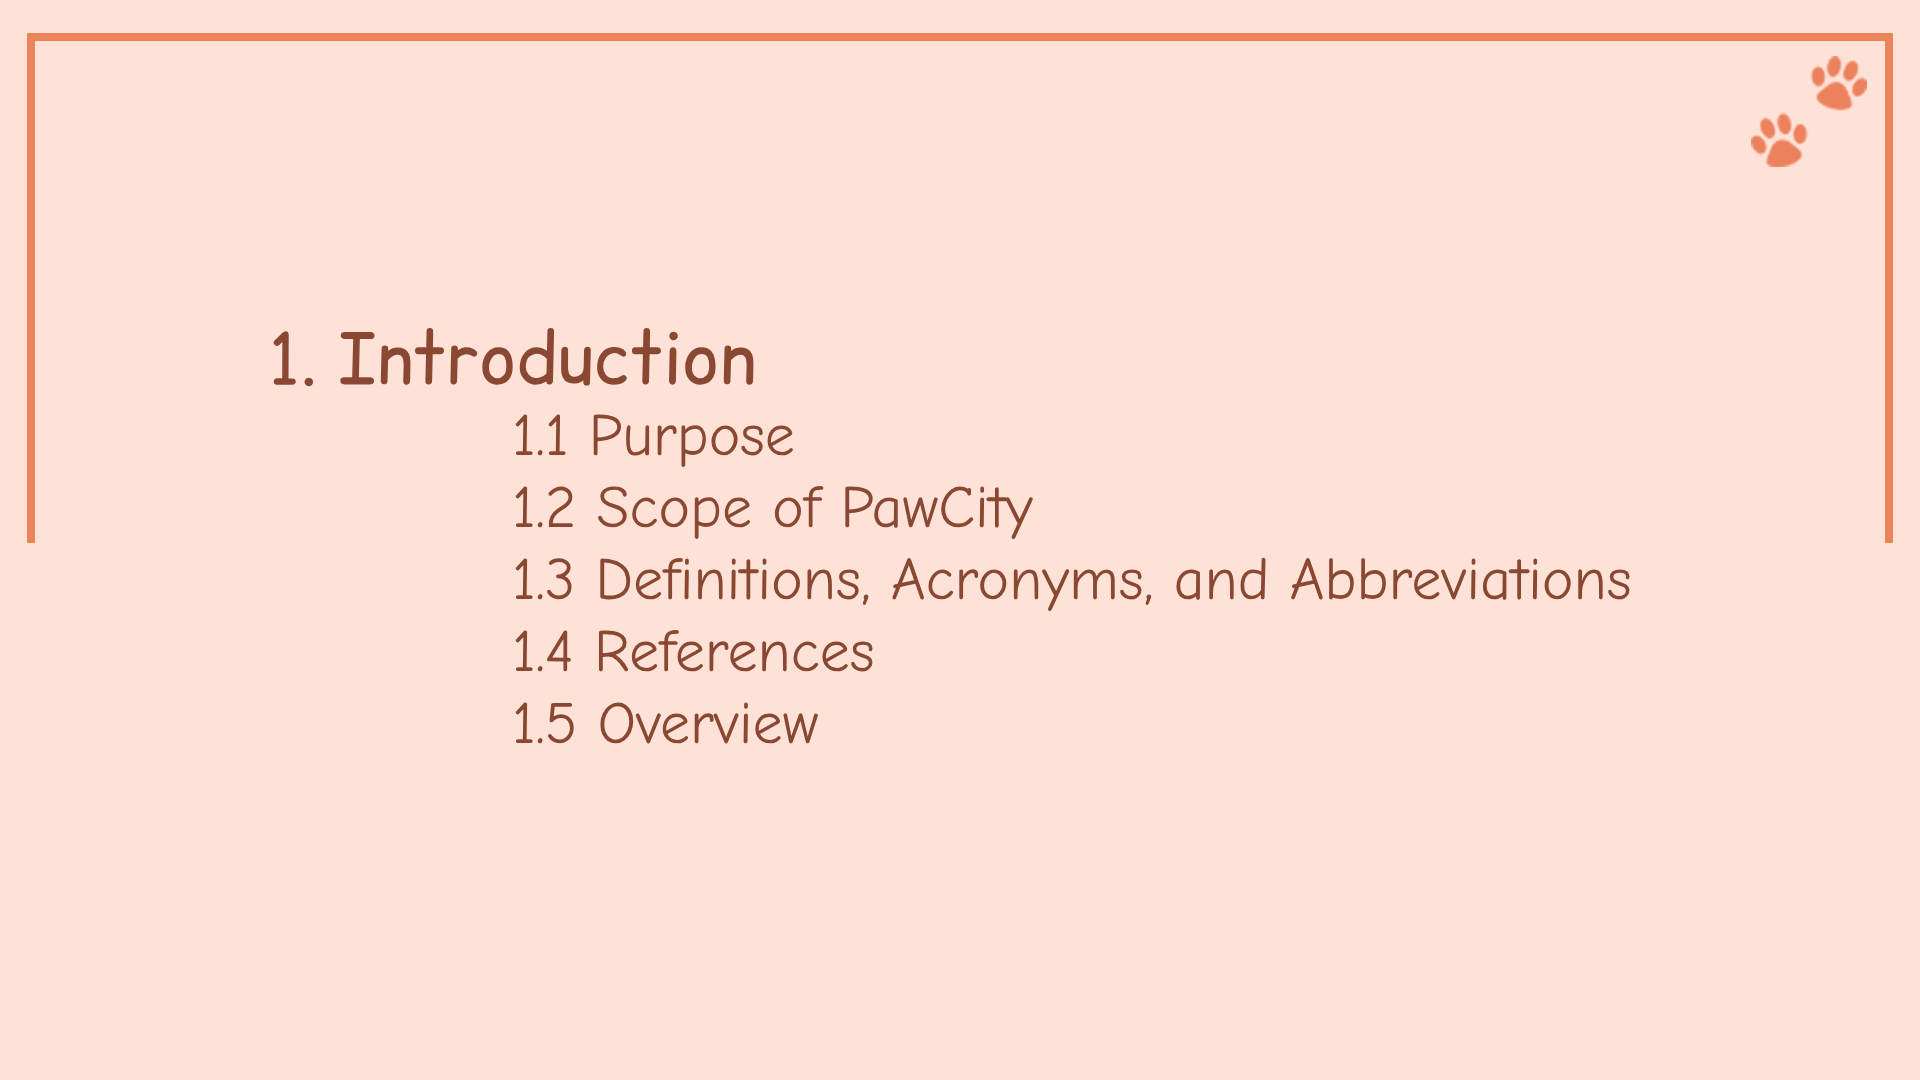 1. Introduction
1.1 Purpose
1.2 Scope of PawCity
1.3 Definitions, Acronyms, and Abbreviations
1.4 References
1.5 Overview